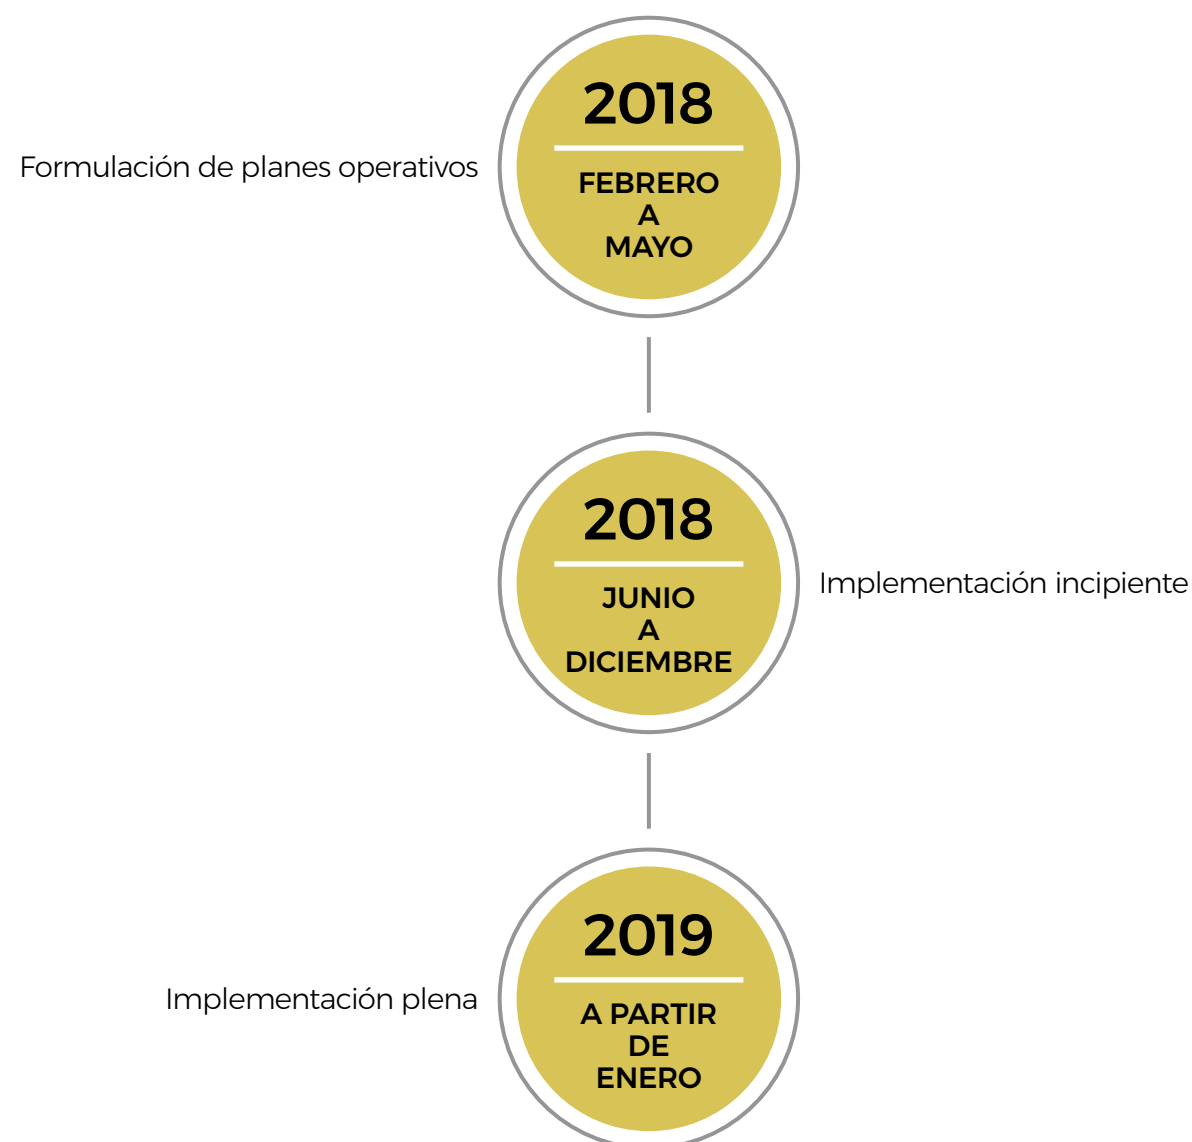 2018
Formulación de planes operativos
FEBRERO
A
MAYO
2018
Implementación incipiente
JUNIO
A
DICIEMBRE
2019
Implementación plena
A PARTIR
DE
ENERO